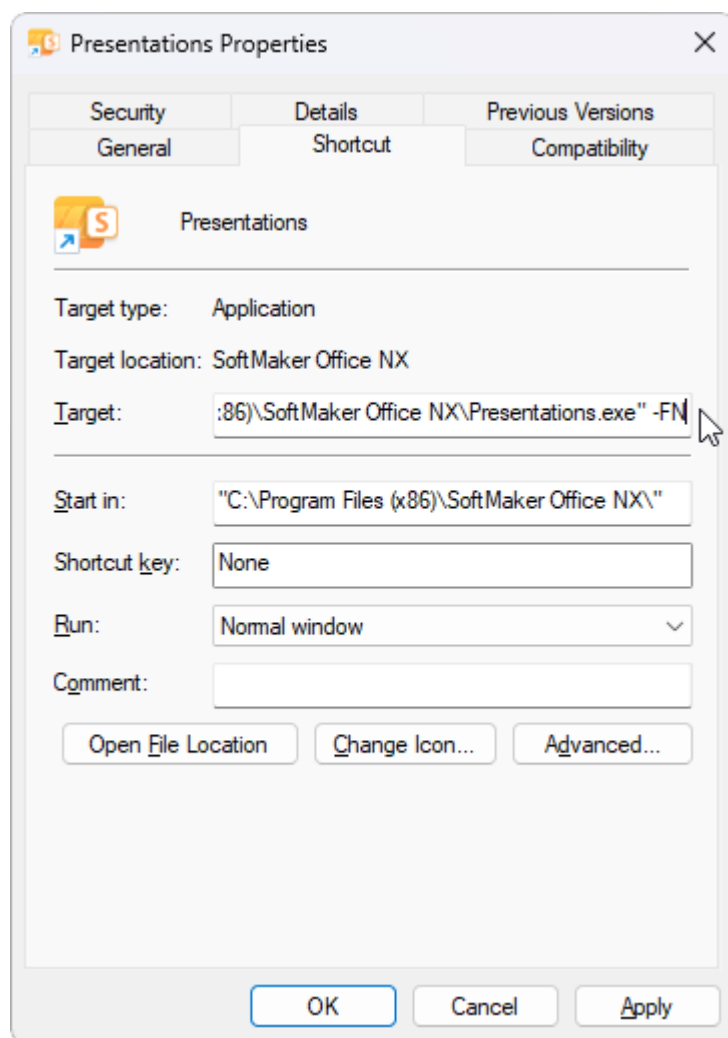 Presentations Properties
Security Details Previous Versions
General Shortcut Compatibility
S
Presentations
Target type: Application
Target location: SoftMaker Office NX
Target: :86)\SoftMaker Office NX\Presentations.exe" -FN
Start in: "C:\Program Files (x86)\SoftMaker Office NX\"
Shortcut key: None
Run: Normal window
Comment:
Open File Location Change Icon... Advanced...
OK Cancel Apply